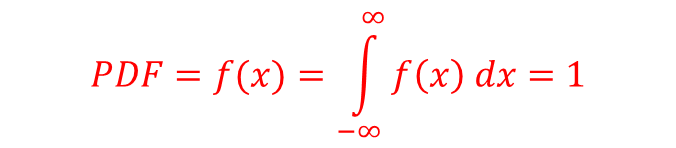 PDF = f(x) = ∫_{-∞}^{∞} f(x) dx = 1